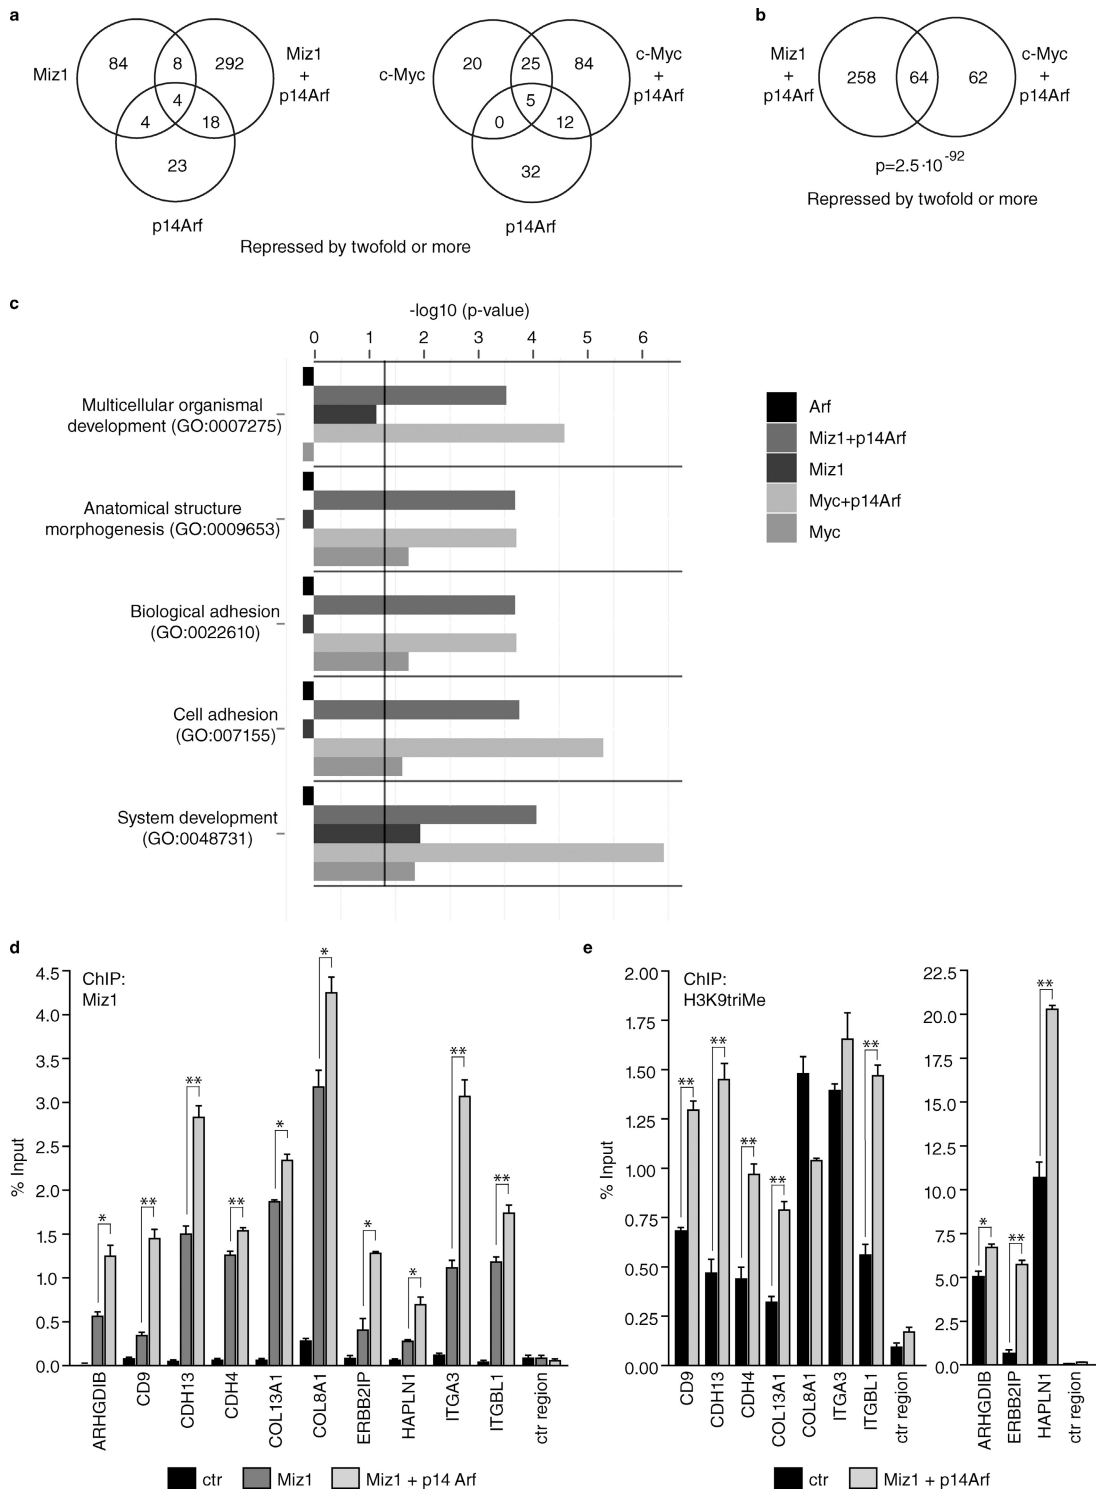 a
Miz1
84
8
292
Miz1
+
p14Arf
4
4
18
23
p14Arf
c-Myc
20
25
84
c-Myc
+
p14Arf
5
0
12
32
p14Arf
Repressed by twofold or more
b
Miz1
+
p14Arf
258
64
62
c-Myc
+
p14Arf
p=2.5·10-92
Repressed by twofold or more
c
-log10 (p-value)
0 1 2 3 4 5 6
Multicellular organismal
development (GO:0007275)
Anatomical structure
morphogenesis (GO:0009653)
Biological adhesion
(GO:0022610)
Cell adhesion
(GO:007155)
System development
(GO:0048731)
Arf
Miz1+p14Arf
Miz1
Myc+p14Arf
Myc
d
ChIP:
Miz1
% Input
4.5
4.0
3.5
3.0
2.5
2.0
1.5
1.0
0.5
0.0
* ** ** ** * * * * ** **
ARHGDIB CD9 CDH13 CDH4 COL13A1 COL8A1 ERBB2IP HAPLN1 ITGA3 ITGBL1 ctr region
ctr Miz1 Miz1 + p14 Arf
e
ChIP:
H3K9triMe
% Input
2.00
1.75
1.50
1.25
1.00
0.75
0.50
0.25
0.00
** ** ** ** **
CD9 CDH13 CDH4 COL13A1 COL8A1 ITGA3 ITGBL1 ctr region
22.5
20.0
17.5
15.0
12.5
10.0
7.5
5.0
2.5
0.0
* ** **
ARHGDIB ERBB2IP HAPLN1 ctr region
ctr Miz1 + p14Arf